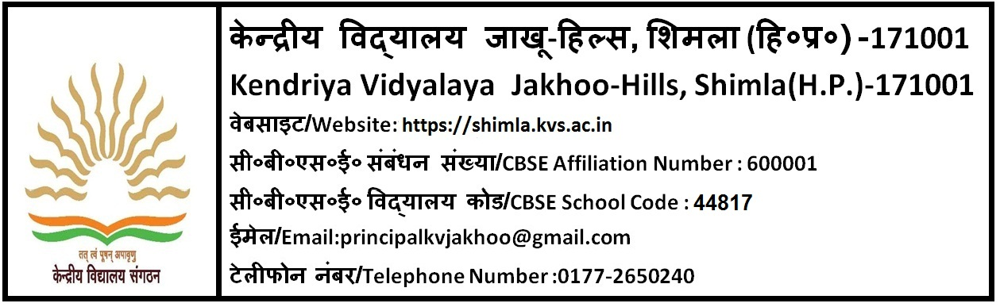 तत् त्वं पूषन् अपावृणु
केन्द्रीय विद्यालय संगठन
केन्द्रीय विद्‌यालय जाखू-हिल्स, शिमला (हि०प्र०) -171001
Kendriya Vidyalaya Jakhoo-Hills, Shimla(H.P.)-171001
वेबसाइट/Website: https://shimla.kvs.ac.in
सी०बी०एस०ई० संबंधन संख्या/CBSE Affiliation Number : 600001
सी०बी०एस०ई० विद्‌यालय कोड/CBSE School Code : 44817
ईमेल/Email:principalkvjakhoo@gmail.com
टेलीफोन नंबर/Telephone Number :0177-2650240